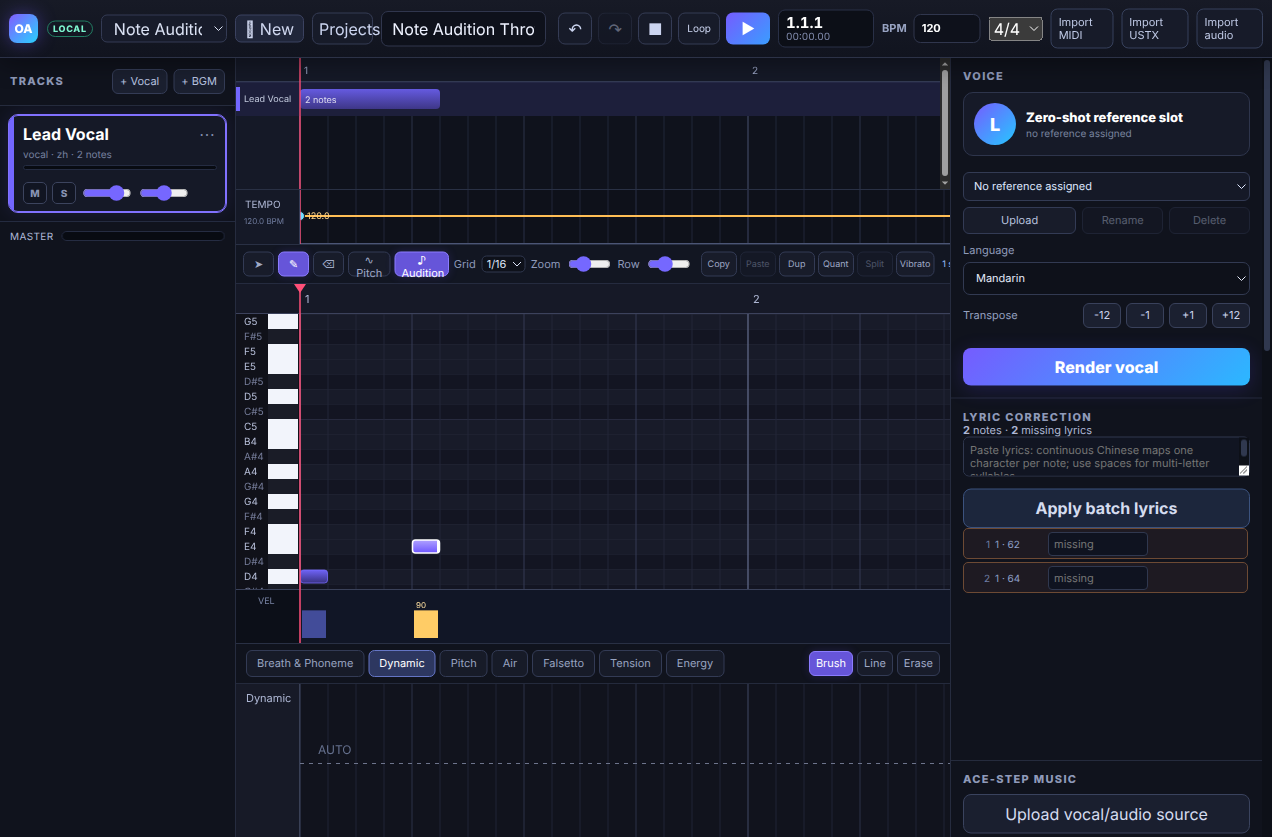 OA
LOCAL
Note Auditic
New
Projects
Note Audition Thro
Loop
1.1.1
00:00.00
BPM
120
4/4
Import MIDI
Import USTX
Import audio
TRACKS
+ Vocal
+ BGM
Lead Vocal
...
vocal · zh · 2 notes
M
S
MASTER
1
2
Lead Vocal
2 notes
TEMPO
120.0 BPM
120.0
Pitch
Audition
Grid
1/16
Zoom
Row
Copy
Paste
Dup
Quant
Split
Vibrato
1
2
G5
F#5
F5
E5
D#5
D5
C#5
C5
B4
A#4
A4
G#4
G4
F#4
F4
E4
D#4
D4
VEL
90
Breath & Phoneme
Dynamic
Pitch
Air
Falsetto
Tension
Energy
Brush
Line
Erase
Dynamic
AUTO
VOICE
L
Zero-shot reference slot
no reference assigned
No reference assigned
Upload
Rename
Delete
Language
Mandarin
Transpose
-12
-1
+1
+12
Render vocal
LYRIC CORRECTION
2 notes · 2 missing lyrics
Paste lyrics: continuous Chinese maps one
character per note; use spaces for multi-letter
Apply batch lyrics
1 1 · 62 missing
2 1 · 64 missing
ACE-STEP MUSIC
Upload vocal/audio source